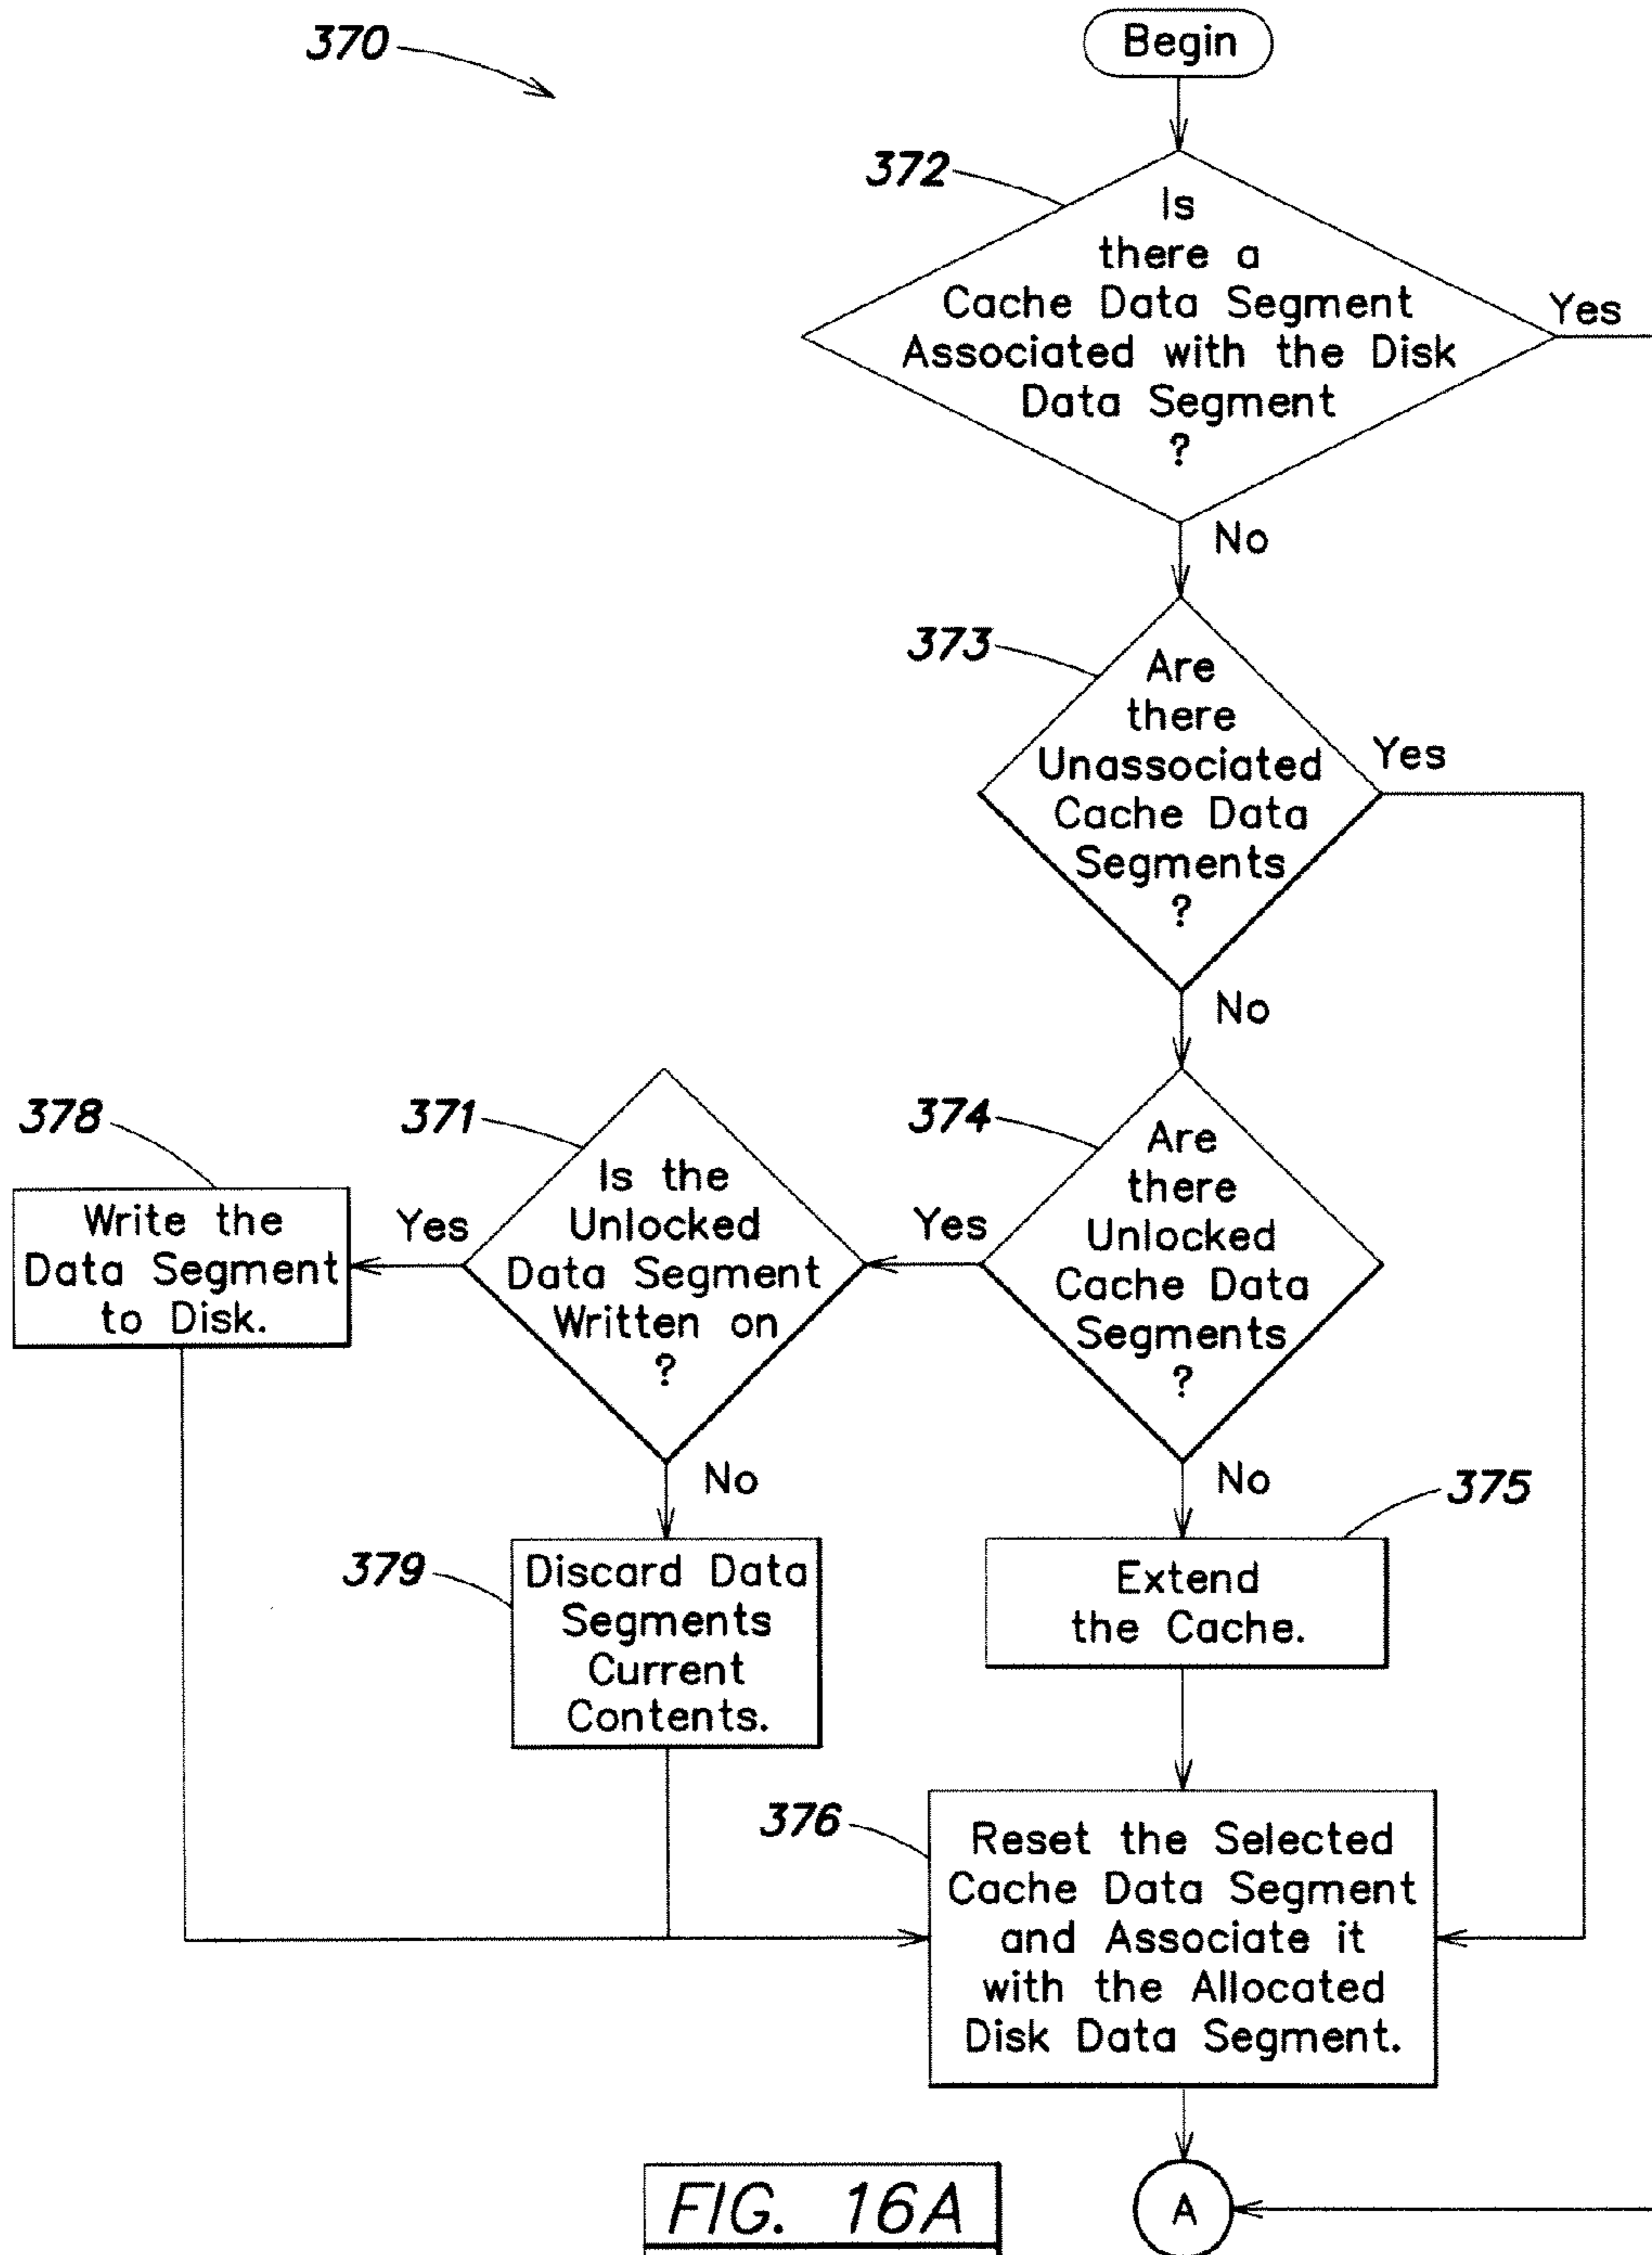 370
Begin
372
Is
there a
Cache Data Segment
Associated with the Disk
Data Segment
?
Yes
No
373
Are
there
Unassociated
Cache Data
Segments
?
Yes
No
374
Are
there
Unlocked
Cache Data
Segments
?
Yes
No
371
Is the
Unlocked
Data Segment
Written on
?
Yes
No
378
Write the
Data Segment
to Disk.
379
Discard Data
Segments
Current
Contents.
375
Extend
the Cache.
376
Reset the Selected
Cache Data Segment
and Associate it
with the Allocated
Disk Data Segment.
A
FIG. 16A